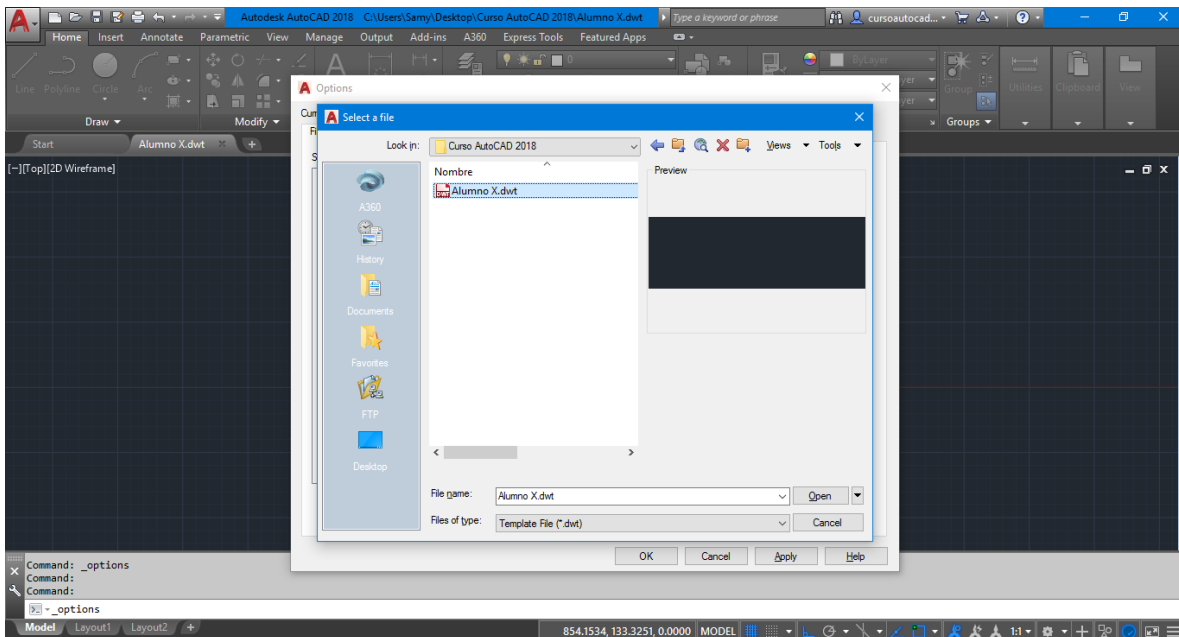 Autodesk AutoCAD 2018 C:\Users\Samy\Desktop\Curso AutoCAD 2018\Alumno X.dwt
Type a keyword or phrase
cursoautocad...
Home Insert Annotate Parametric View Manage Output Add-ins A360 Express Tools Featured Apps
0
ByLayer
Line Polyline Circle Arc
Group Utilities Clipboard View
Draw Modify Groups
Start Alumno X.dwt
[−][Top][2D Wireframe]
Options
Select a file
Look in: Curso AutoCAD 2018 Views Tools
Nombre
Preview
Alumno X.dwt
A360
History
Documents
Favorites
FTP
Desktop
File name: Alumno X.dwt Open
Files of type: Template File (*.dwt) Cancel
OK Cancel Apply Help
Command: _options
Command:
Command:
_options
Model Layout1 Layout2 +
854.1534, 133.3251, 0.0000 MODEL 1:1